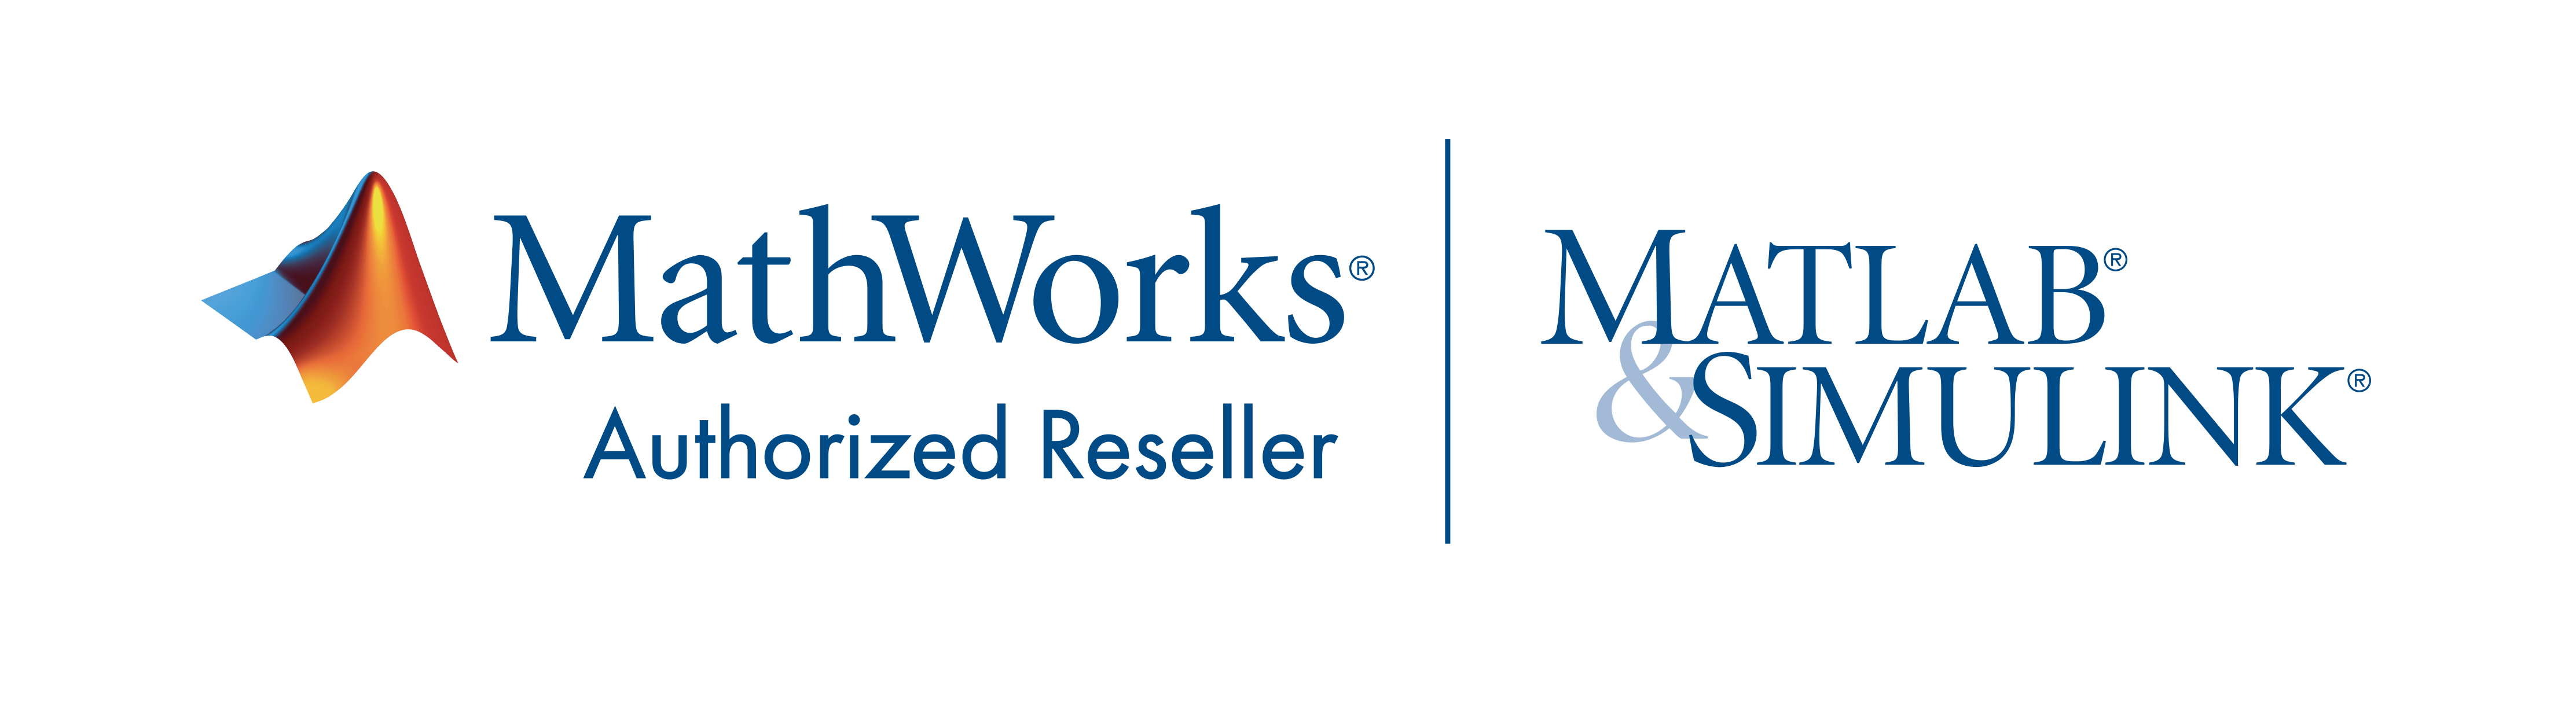 MathWorks®
Authorized Reseller
MATLAB®
&SIMULINK®